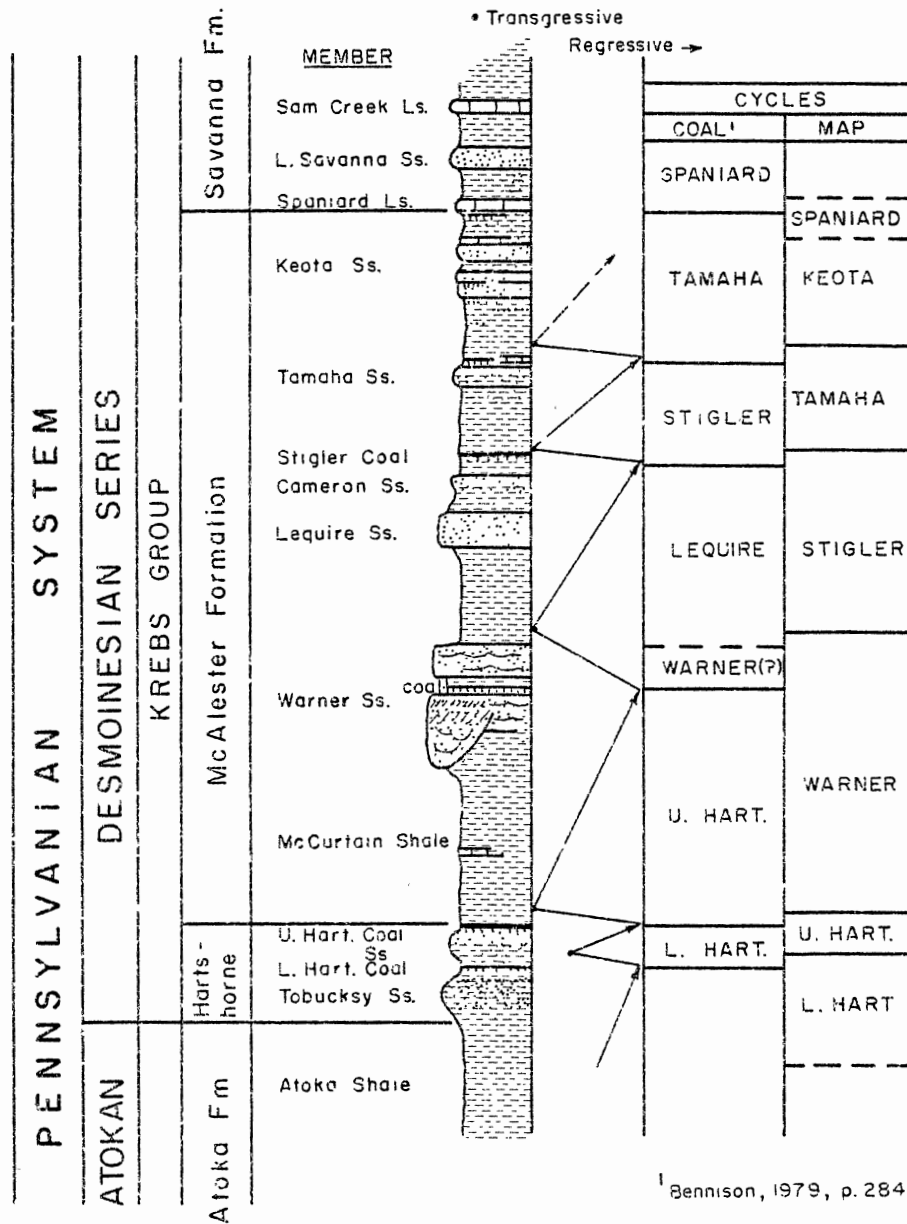 • Transgressive
Regressive →
MEMBER
CYCLES
COAL¹
MAP
PENNSYLVANIAN SYSTEM
DESMOINESIAN SERIES
ATOKAN
KREBS GROUP
Savanna Fm.
McAlester Formation
Harts-
horne
Atoka Fm
Sam Creek Ls.
L. Savanna Ss.
Spaniard Ls.
Keota Ss.
Tamaha Ss.
Stigler Coal
Cameron Ss.
Lequire Ss.
Warner Ss.
coal
McCurtain Shale
U. Hart. Coal
Ss
L. Hart. Coal
Tobucksy Ss.
Atoka Shale
SPANIARD
TAMAHA
STIGLER
LEQUIRE
WARNER(?)
U. HART.
L. HART.
SPANIARD
KEOTA
TAMAHA
STIGLER
WARNER
U. HART.
L. HART
¹ Bennison, 1979, p. 284